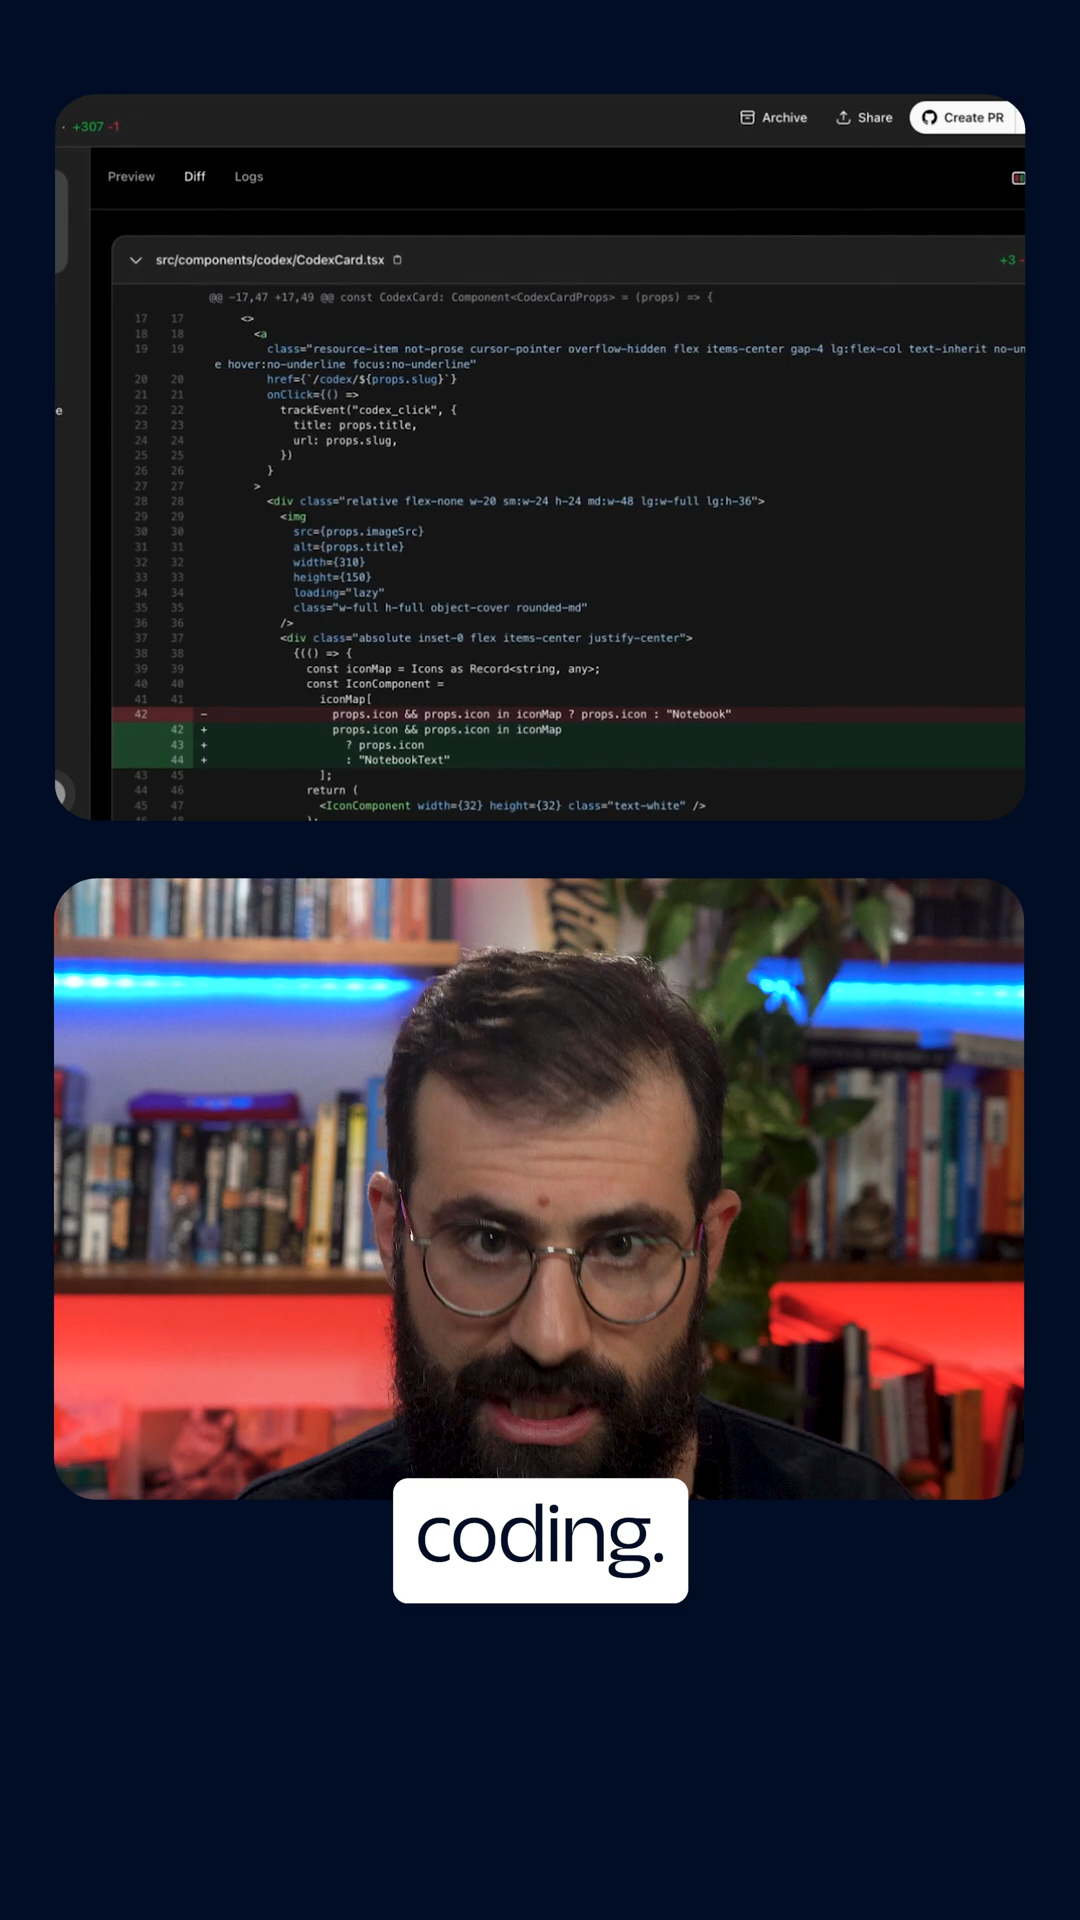 · +307 -1
Archive
Share
Create PR
Preview
Diff
Logs
src/components/codex/CodexCard.tsx
+3 -
e
@@ -17,47 +17,49 @@ const CodexCard: Component<CodexCardProps> = (props) => {
17 17 <>
18 18 <a
19 19 class="resource-item not-prose cursor-pointer overflow-hidden flex items-center gap-4 lg:flex-col text-inherit no-un
e hover:no-underline focus:no-underline"
20 20 href={`/codex/${props.slug}`}
21 21 onClick={() =>
22 22 trackEvent("codex_click", {
23 23 title: props.title,
24 24 url: props.slug,
25 25 })
26 26 }
27 27 >
28 28 <div class="relative flex-none w-20 sm:w-24 h-24 md:w-48 lg:w-full lg:h-36">
29 29 <img
30 30 src={props.imageSrc}
31 31 alt={props.title}
32 32 width={310}
33 33 height={150}
34 34 loading="lazy"
35 35 class="w-full h-full object-cover rounded-md"
36 36 />
37 37 <div class="absolute inset-0 flex items-center justify-center">
38 38 {(() => {
39 39 const iconMap = Icons as Record<string, any>;
40 40 const IconComponent =
41 41 iconMap[
42 - props.icon && props.icon in iconMap ? props.icon : "Notebook"
42 + props.icon && props.icon in iconMap
43 + ? props.icon
44 + : "NotebookText"
43 45 ];
44 46 return (
45 47 <IconComponent width={32} height={32} class="text-white" />
46 48 );
coding.